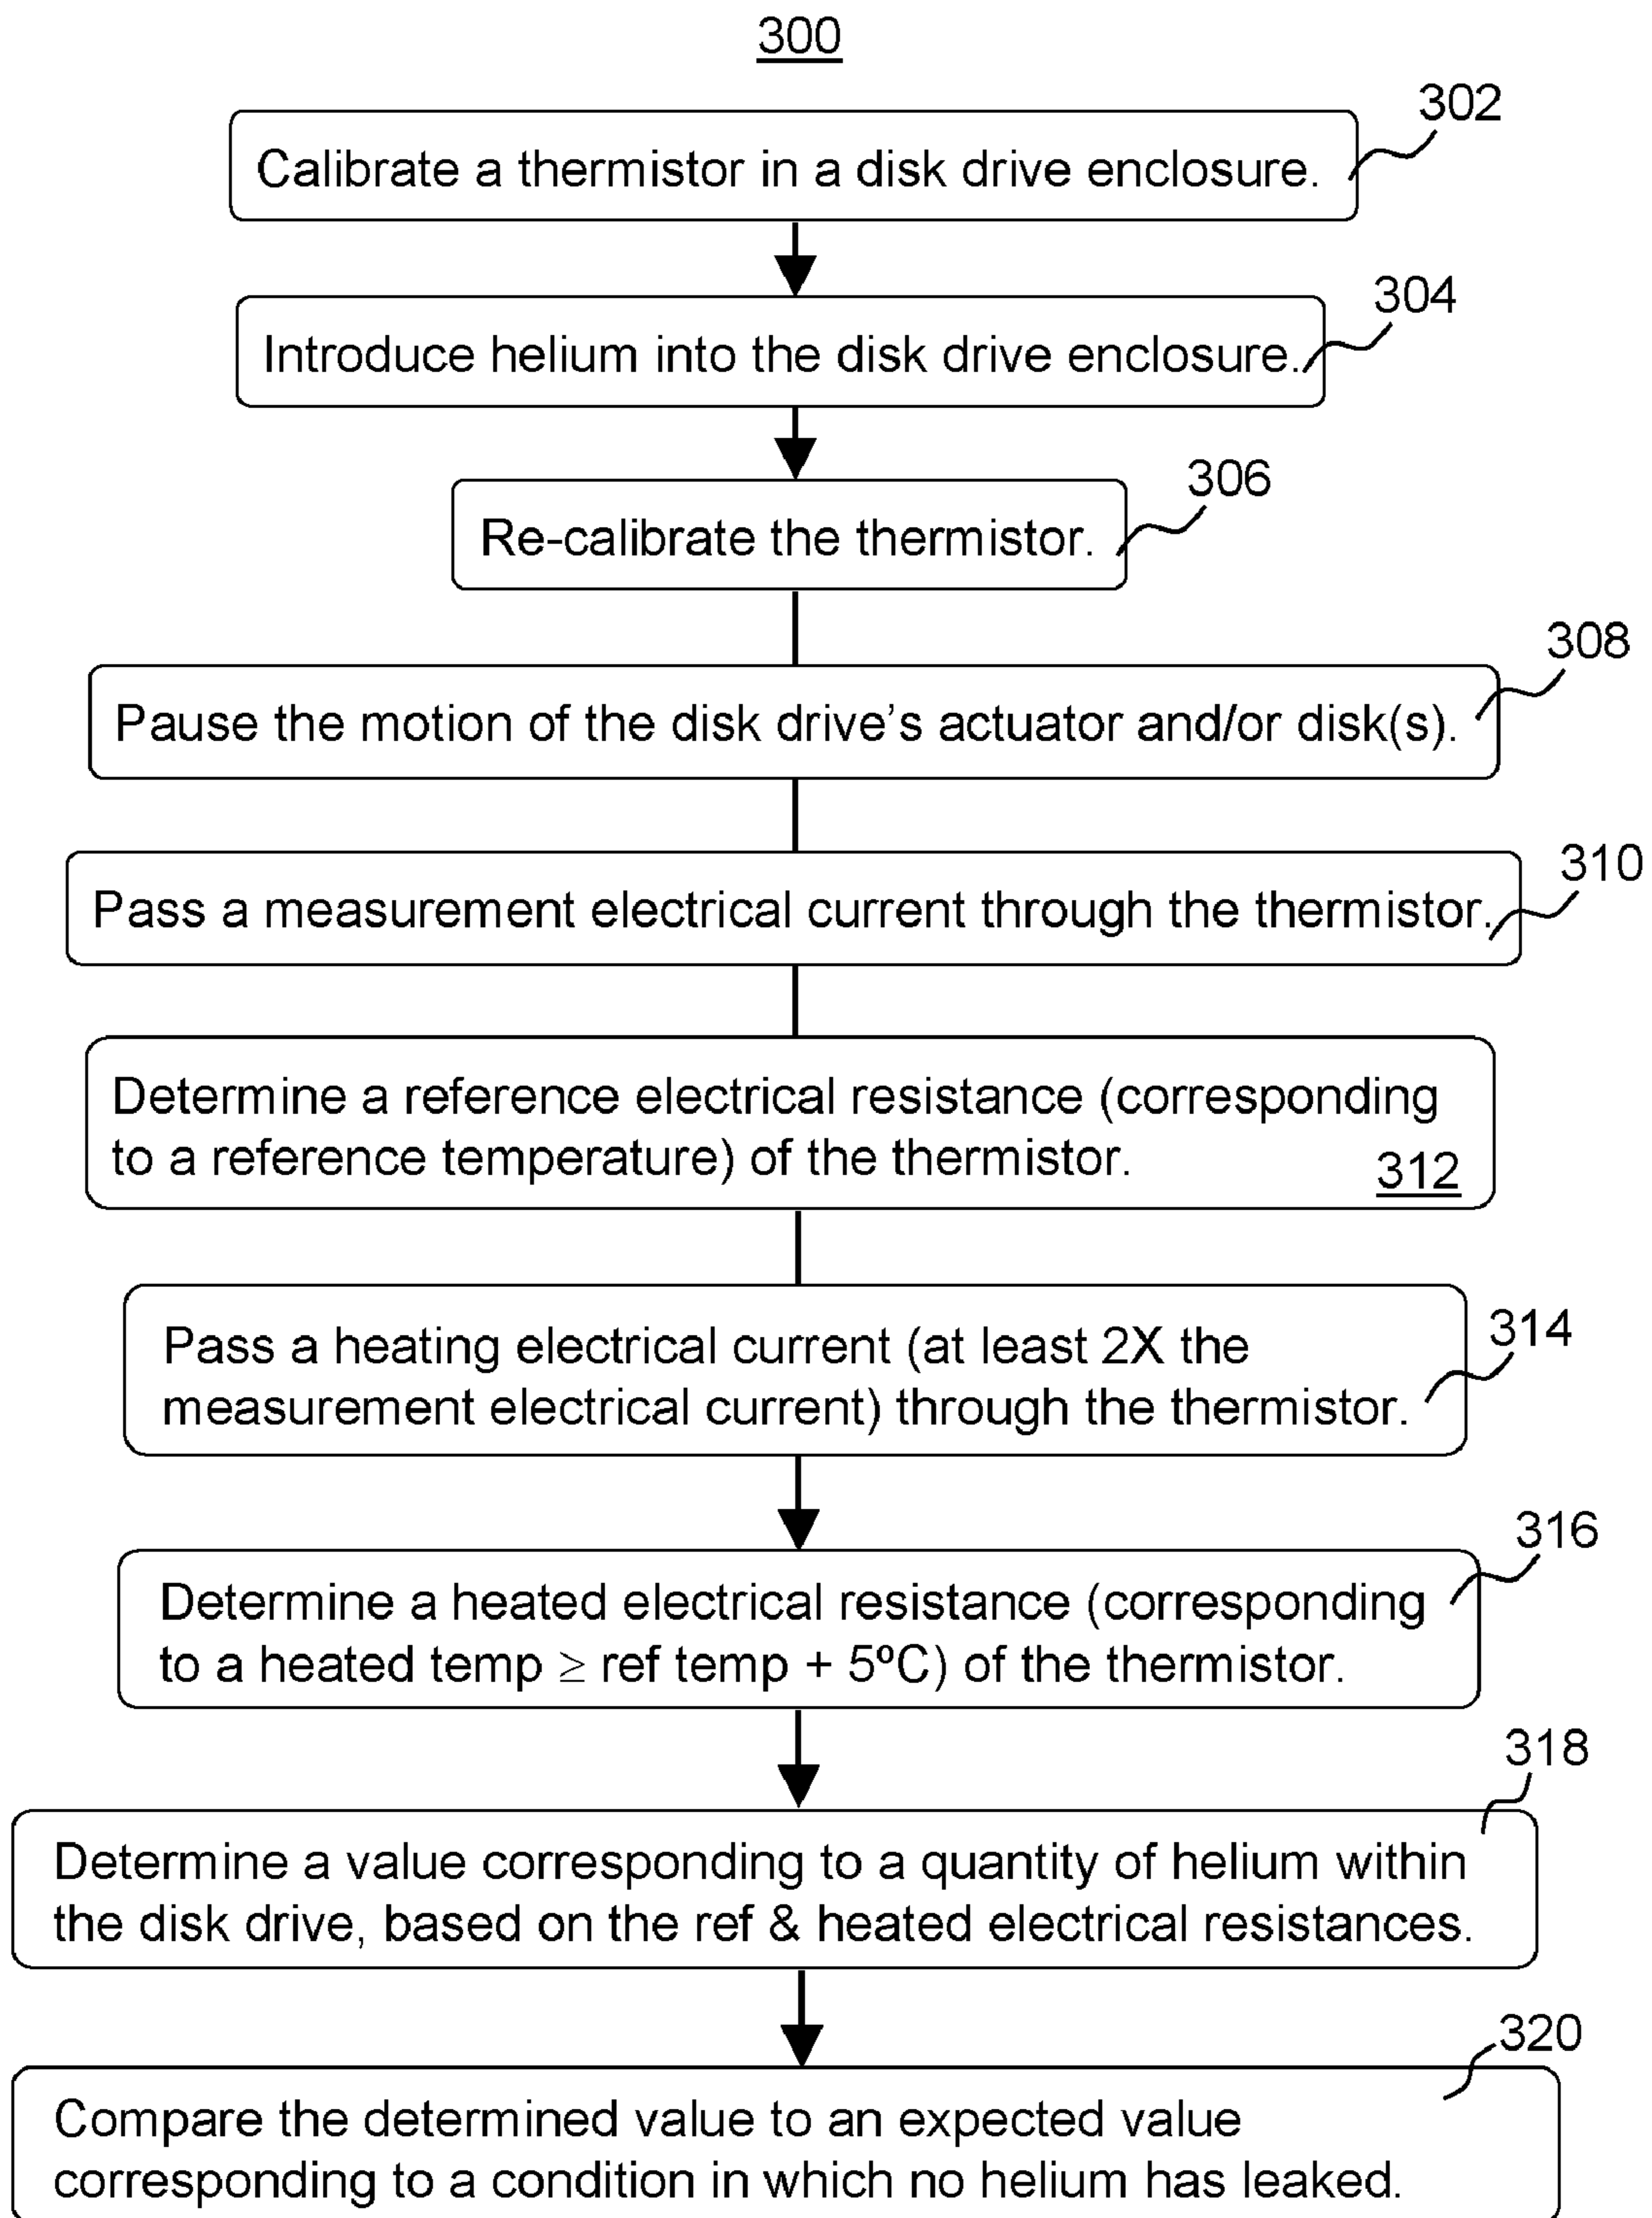 300
302
Calibrate a thermistor in a disk drive enclosure.
304
Introduce helium into the disk drive enclosure.
306
Re-calibrate the thermistor.
308
Pause the motion of the disk drive’s actuator and/or disk(s).
310
Pass a measurement electrical current through the thermistor.
Determine a reference electrical resistance (corresponding
to a reference temperature) of the thermistor.
312
314
Pass a heating electrical current (at least 2X the
measurement electrical current) through the thermistor.
316
Determine a heated electrical resistance (corresponding
to a heated temp ≥ ref temp + 5ºC) of the thermistor.
318
Determine a value corresponding to a quantity of helium within
the disk drive, based on the ref & heated electrical resistances.
320
Compare the determined value to an expected value
corresponding to a condition in which no helium has leaked.